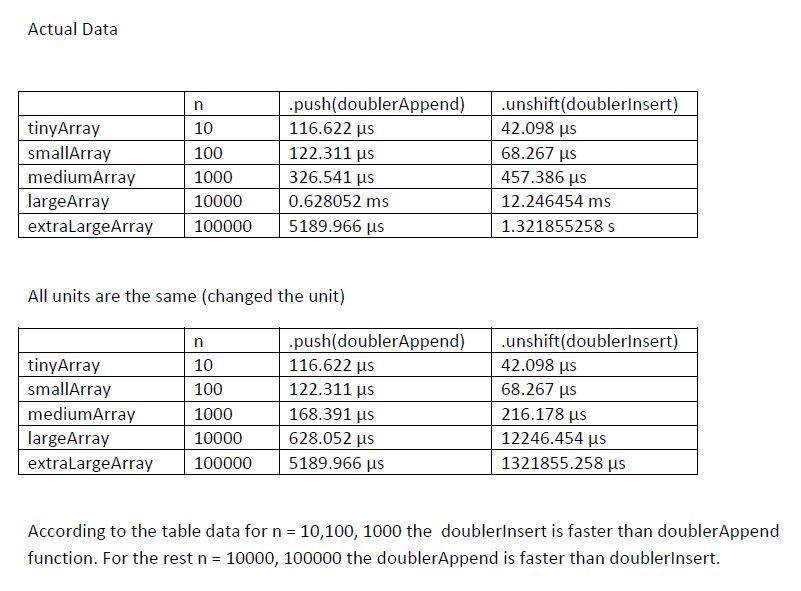 Actual Data
n .push(doublerAppend) .unshift(doublerInsert)
tinyArray 10 116.622 µs 42.098 µs
smallArray 100 122.311 µs 68.267 µs
mediumArray 1000 326.541 µs 457.386 µs
largeArray 10000 0.628052 ms 12.246454 ms
extraLargeArray 100000 5189.966 µs 1.321855258 s
All units are the same (changed the unit)
n .push(doublerAppend) .unshift(doublerInsert)
tinyArray 10 116.622 µs 42.098 µs
smallArray 100 122.311 µs 68.267 µs
mediumArray 1000 168.391 µs 216.178 µs
largeArray 10000 628.052 µs 12246.454 µs
extraLargeArray 100000 5189.966 µs 1321855.258 µs
According to the table data for n = 10,100, 1000 the  doublerInsert is faster than doublerAppend
function. For the rest n = 10000, 100000 the doublerAppend is faster than doublerInsert.